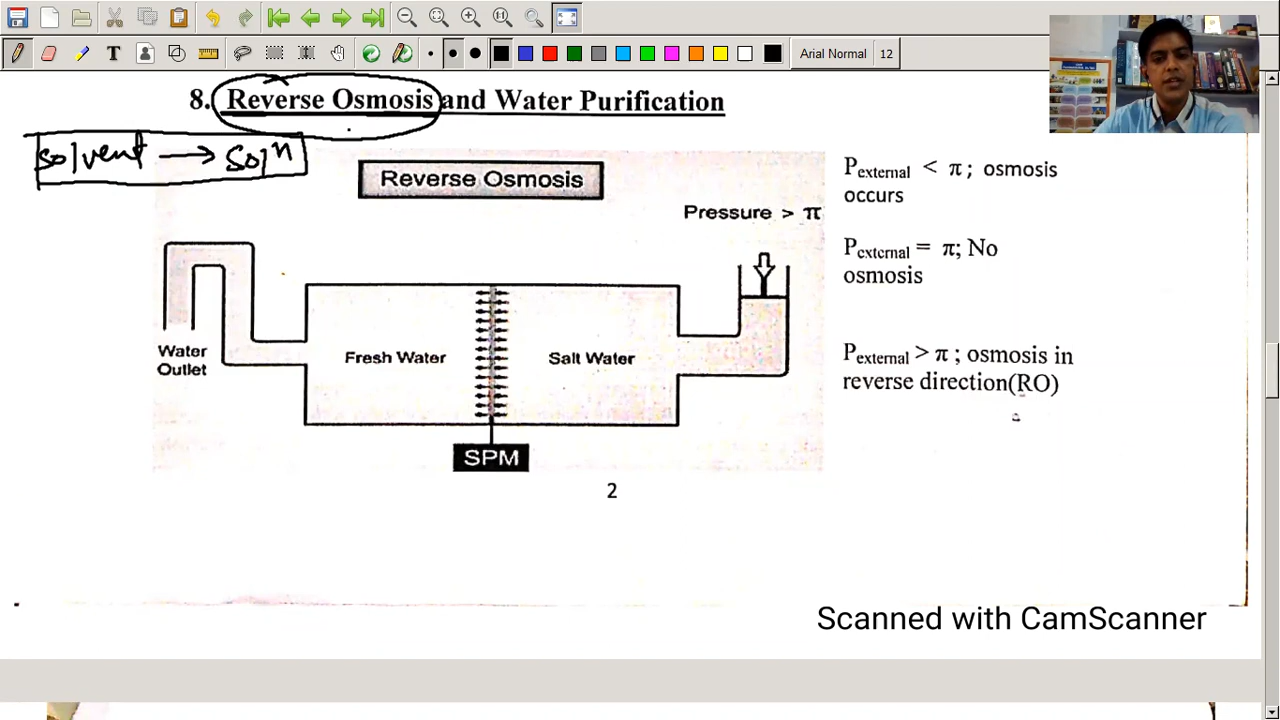 Arial Normal 12
8. Reverse Osmosis and Water Purification
solvent → solⁿ
Reverse Osmosis
Pressure > π
Water
Outlet
Fresh Water
Salt Water
SPM
2
Pexternal < π ; osmosis
occurs
Pexternal = π; No
osmosis
Pexternal > π ; osmosis in
reverse direction(RO)
Scanned with CamScanner